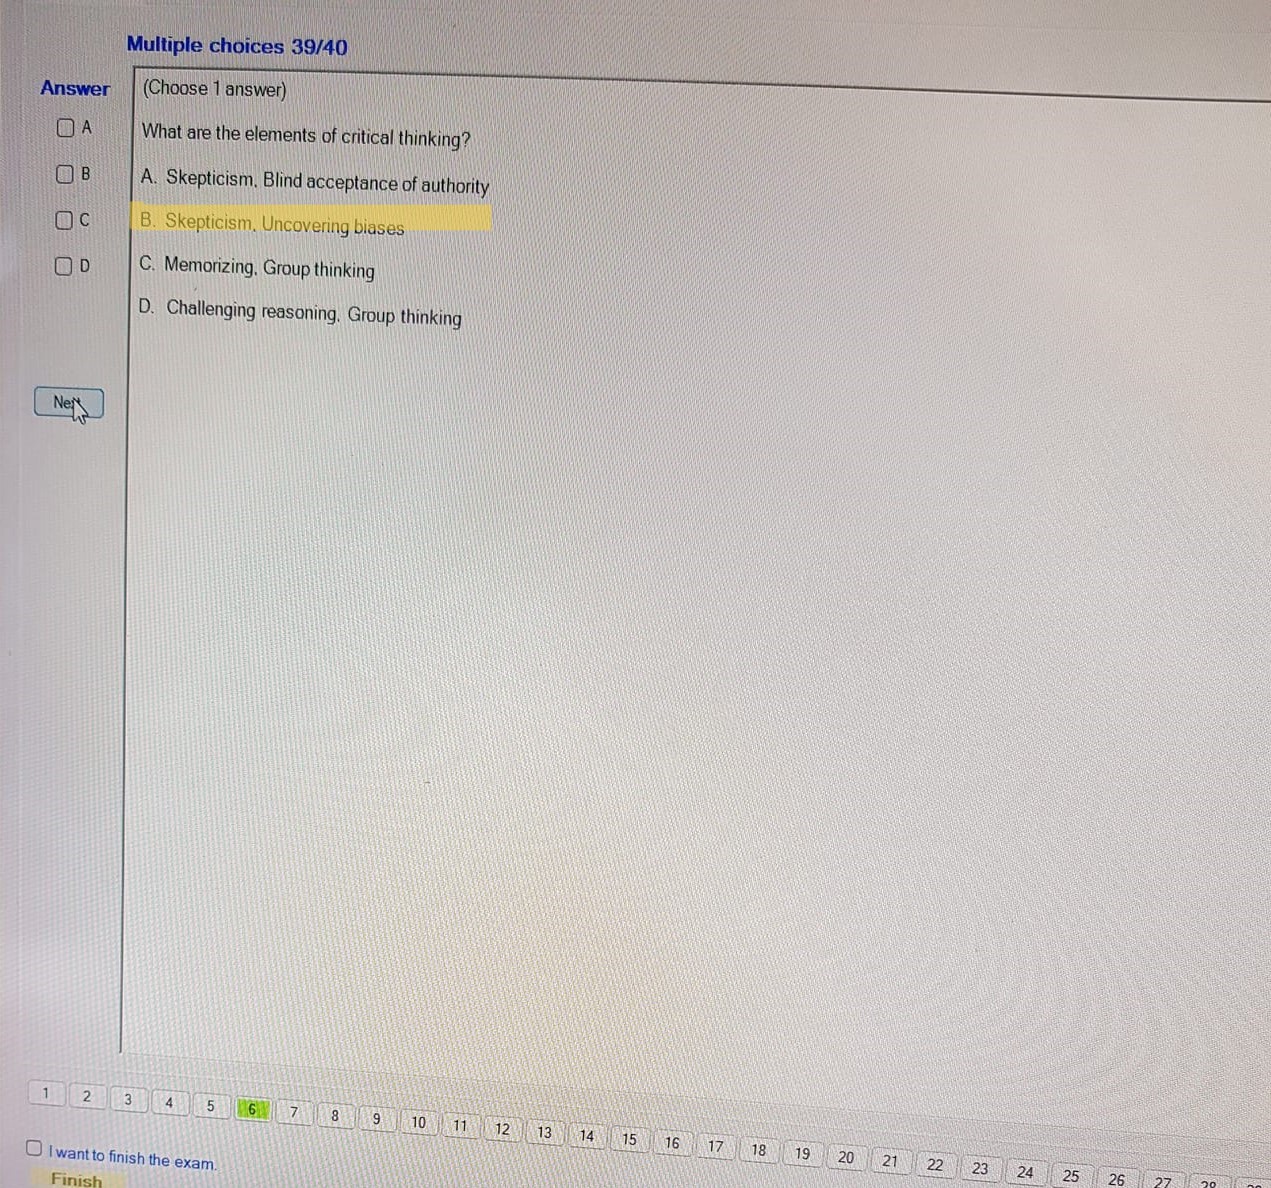 Multiple choices 39/40
Answer
(Choose 1 answer)
A
What are the elements of critical thinking?
B
A. Skepticism, Blind acceptance of authority
C
B. Skepticism, Uncovering biases
D
C. Memorizing, Group thinking
D. Challenging reasoning, Group thinking
1 2 3 4 5 6 7 8 9 10 11 12 13 14 15 16 17 18 19 20 21 22 23 24 25 26 27
I want to finish the exam.
Finish